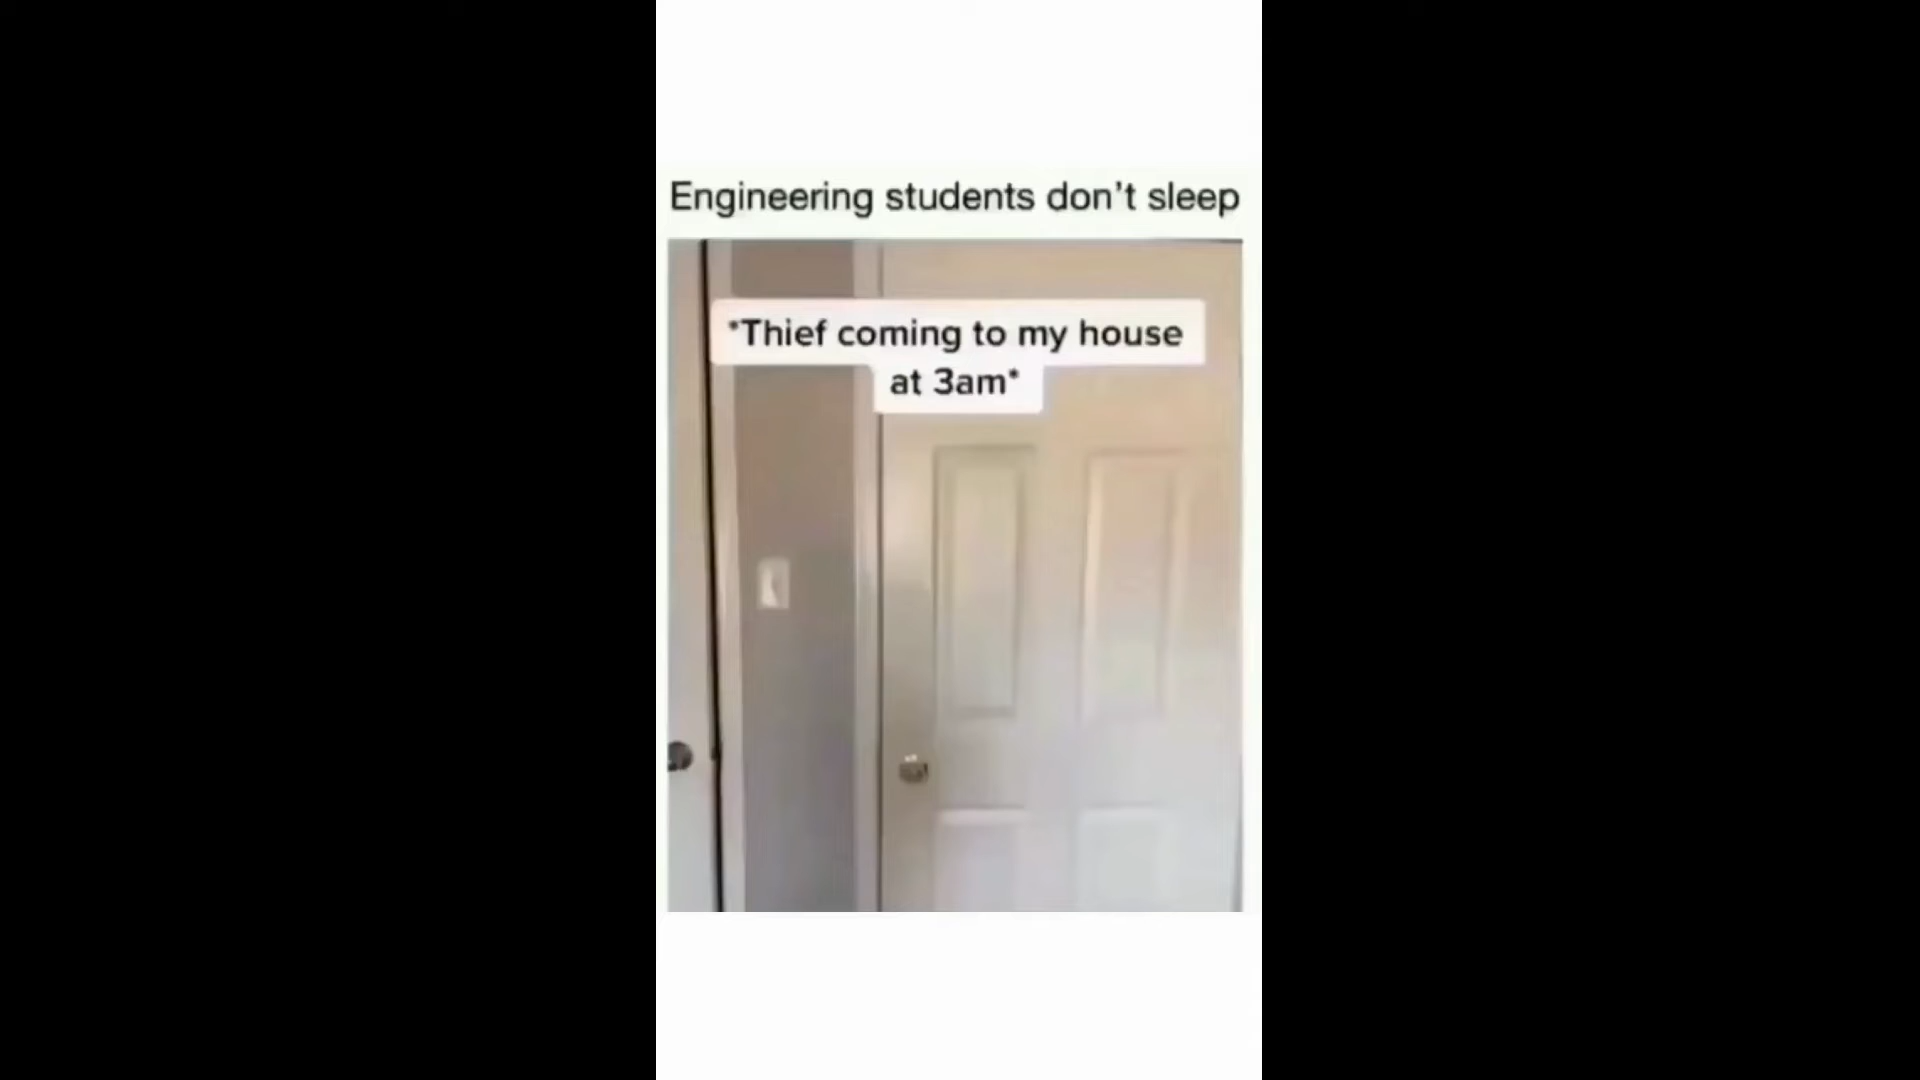 Engineering students don't sleep
*Thief coming to my house
at 3am*